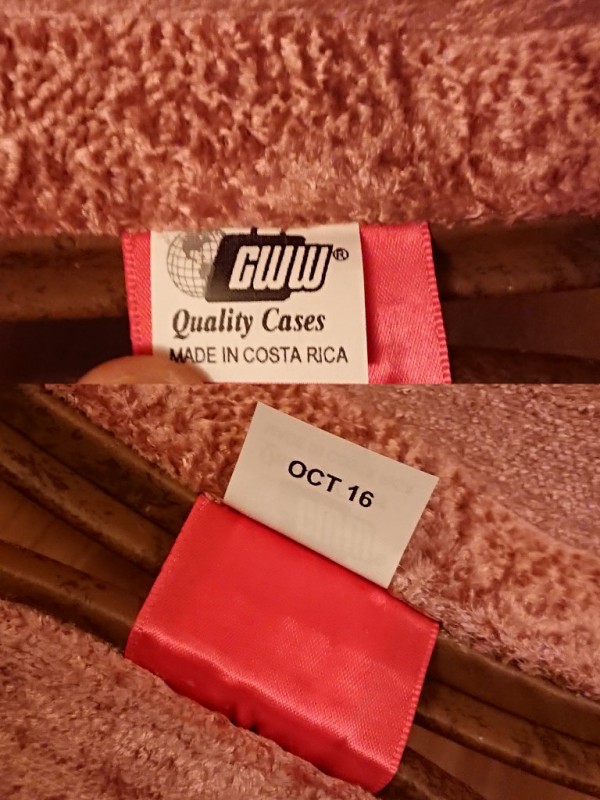 GWW®
Quality Cases
MADE IN COSTA RICA
OCT 16